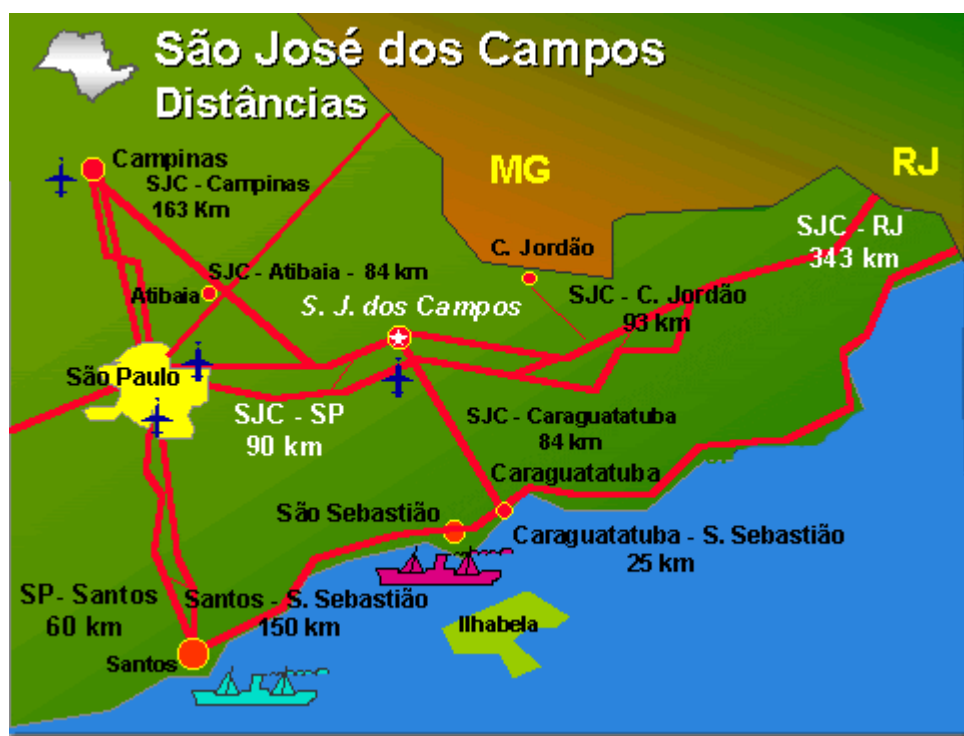 São José dos Campos
Distâncias
Campinas
SJC - Campinas
163 Km
MG
RJ
SJC - RJ
343 km
C. Jordão
SJC - Atibaia - 84 km
Atibaia
SJC - C. Jordão
93 km
S. J. dos Campos
São Paulo
SJC - SP
90 km
SJC - Caraguatatuba
84 km
Caraguatatuba
São Sebastião
Caraguatatuba - S. Sebastião
25 km
SP- Santos
60 km
Santos - S. Sebastião
150 km
Ilhabela
Santos